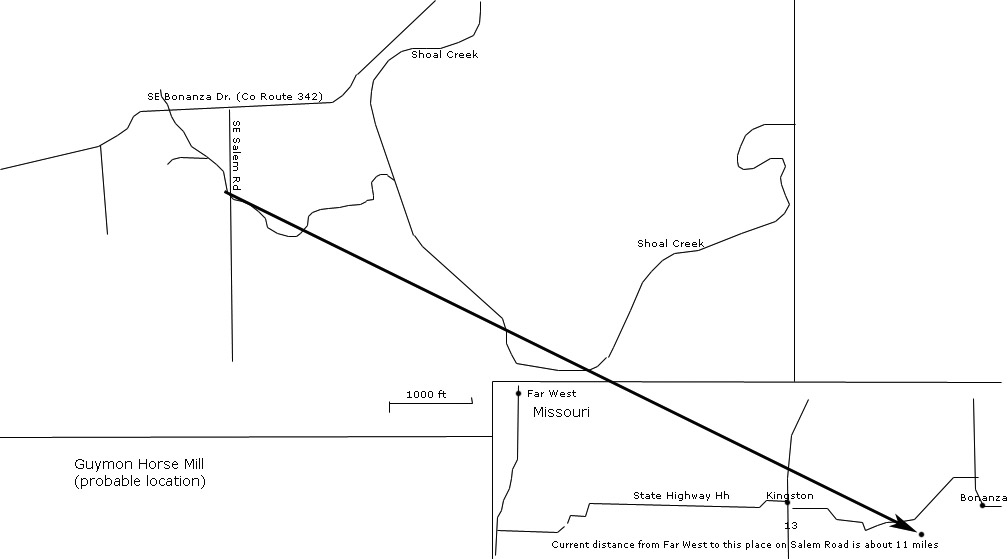 Shoal Creek
SE Bonanza Dr. (Co Route 342)
SE Salem Rd
Shoal Creek
1000 ft
Far West
Missouri
Guymon Horse Mill
(probable location)
State Highway Hh
Kingston
Bonanza
13
Current distance from Far West to this place on Salem Road is about 11 miles